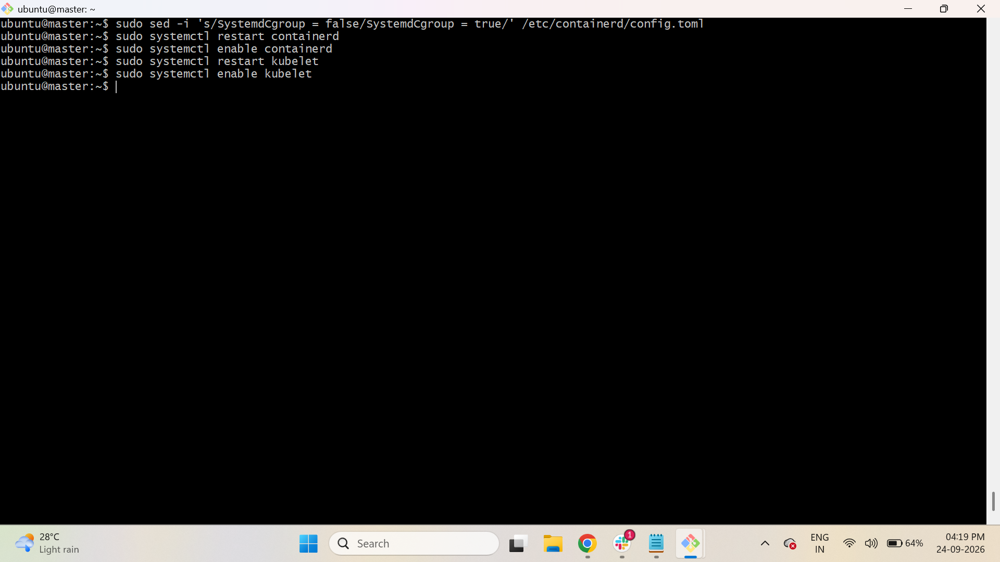 ubuntu@master: ~
ubuntu@master:~$ sudo sed -i 's/SystemdCgroup = false/SystemdCgroup = true/' /etc/containerd/config.toml
ubuntu@master:~$ sudo systemctl restart containerd
ubuntu@master:~$ sudo systemctl enable containerd
ubuntu@master:~$ sudo systemctl restart kubelet
ubuntu@master:~$ sudo systemctl enable kubelet
ubuntu@master:~$
28°C
Light rain
Search
1
ENG
IN
64%
04:19 PM
24-09-2026